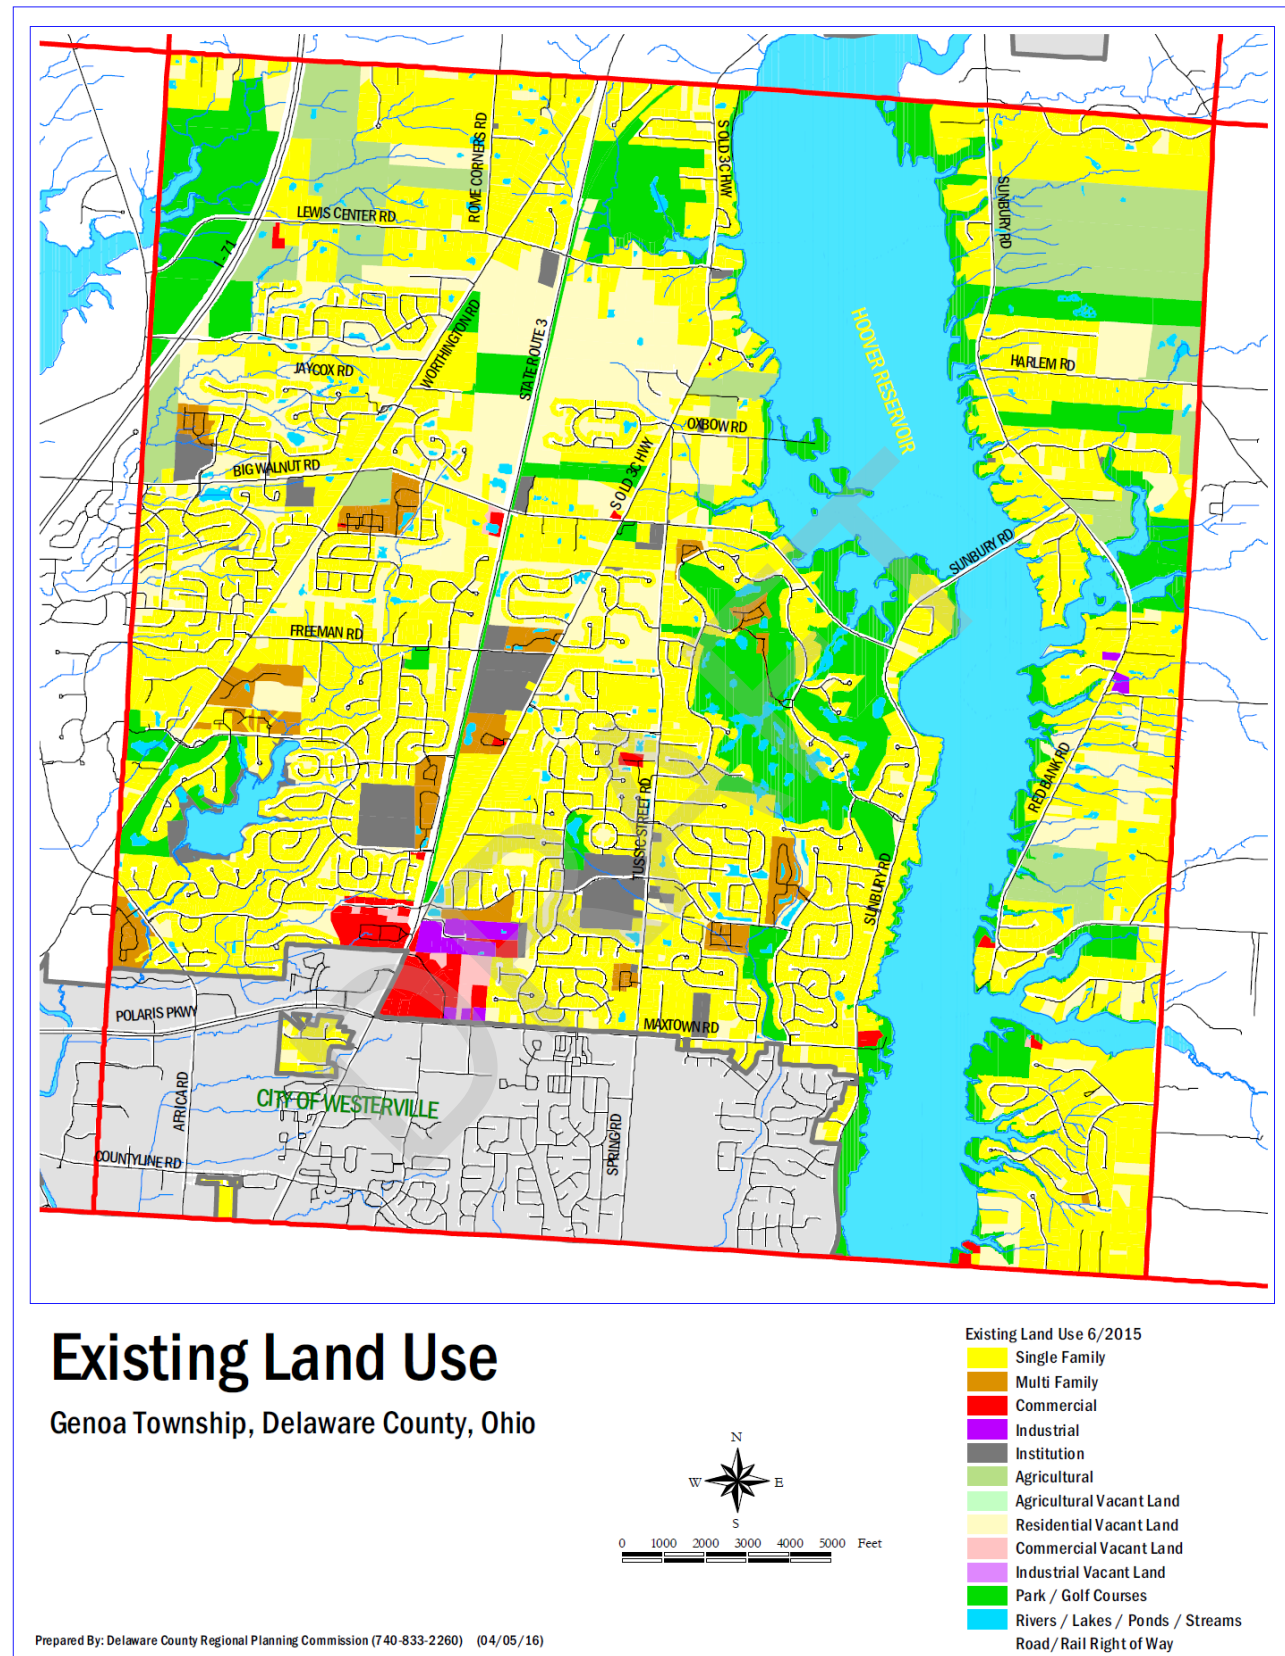 ROME CORNERS RD
S OLD 3C HWY
SUNBURY RD
LEWIS CENTER RD
I-71
WORTHINGTON RD
STATE ROUTE 3
HOOVER RESERVOIR
JAYCOX RD
HARLEM RD
OXBOW RD
S OLD 3C HWY
BIG WALNUT RD
SUNBURY RD
FREEMAN RD
RED BANK RD
TUSSIC STREET RD
SUNBURY RD
POLARIS PKWY
MAXTOWN RD
AFRICA RD
CITY OF WESTERVILLE
SPRING RD
COUNTYLINE RD
DRAFT
Existing Land Use
Genoa Township, Delaware County, Ohio
N
W E
S
0 1000 2000 3000 4000 5000 Feet
Existing Land Use 6/2015
Single Family
Multi Family
Commercial
Industrial
Institution
Agricultural
Agricultural Vacant Land
Residential Vacant Land
Commercial Vacant Land
Industrial Vacant Land
Park / Golf Courses
Rivers / Lakes / Ponds / Streams
Road/Rail Right of Way
Prepared By: Delaware County Regional Planning Commission (740-833-2260) (04/05/16)